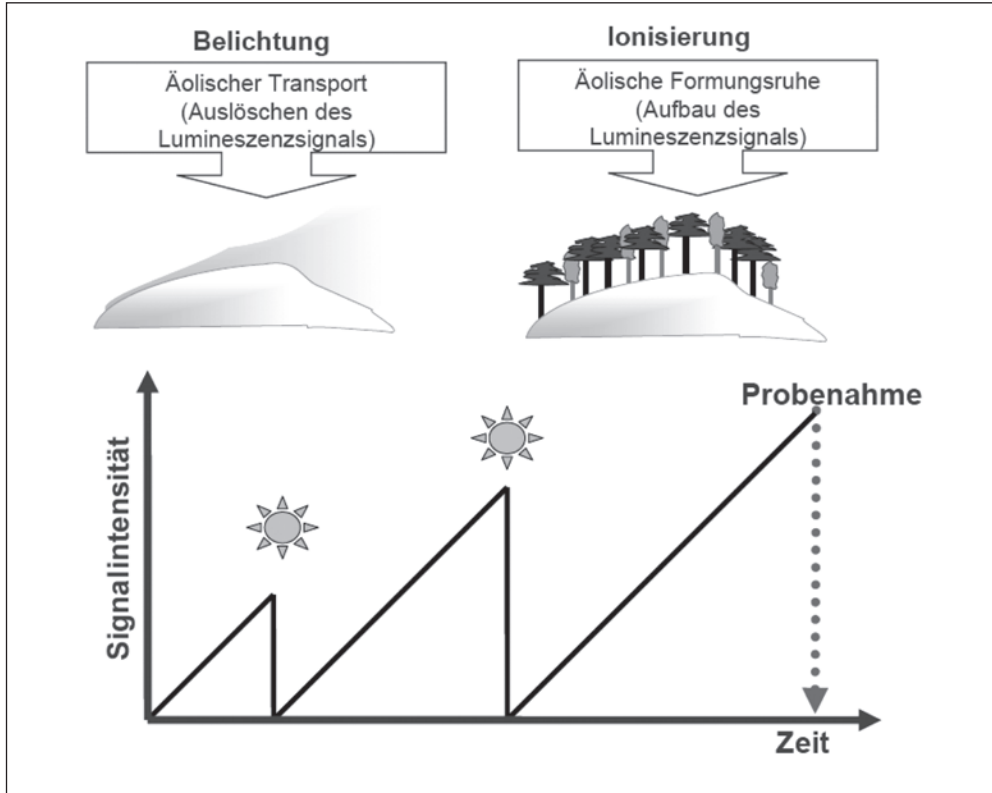 Belichtung
Äolischer Transport
(Auslöschen des
Lumineszenzsignals)
Ionisierung
Äolische Formungsruhe
(Aufbau des
Lumineszenzsignals)
Probenahme
Signalintensität
Zeit